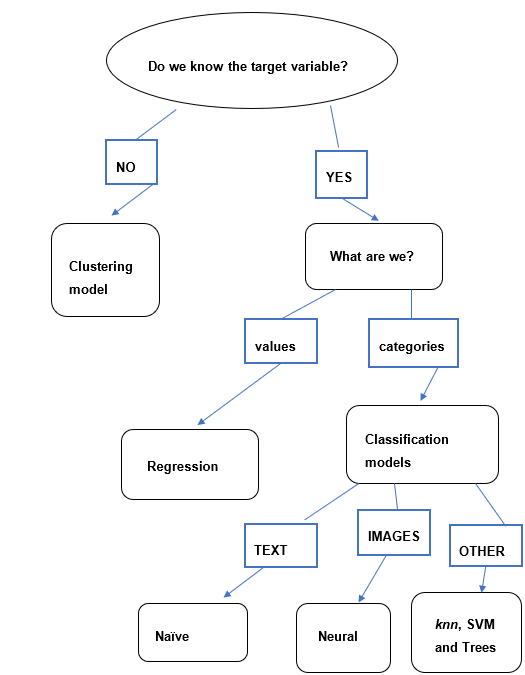 Do we know the target variable?
NO
YES
Clustering
model
What are we?
values
categories
Regression
Classification
models
TEXT
IMAGES
OTHER
Naïve
Neural
knn, SVM
and Trees